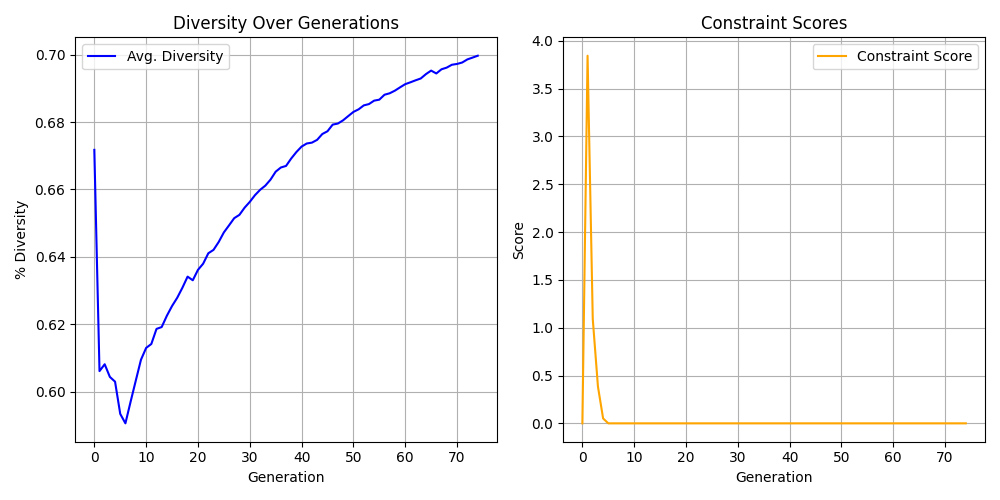 Diversity Over Generations
Avg. Diversity
% Diversity
0.70
0.68
0.66
0.64
0.62
0.60
0 10 20 30 40 50 60 70
Generation
Constraint Scores
Constraint Score
Score
4.0
3.5
3.0
2.5
2.0
1.5
1.0
0.5
0.0
0 10 20 30 40 50 60 70
Generation